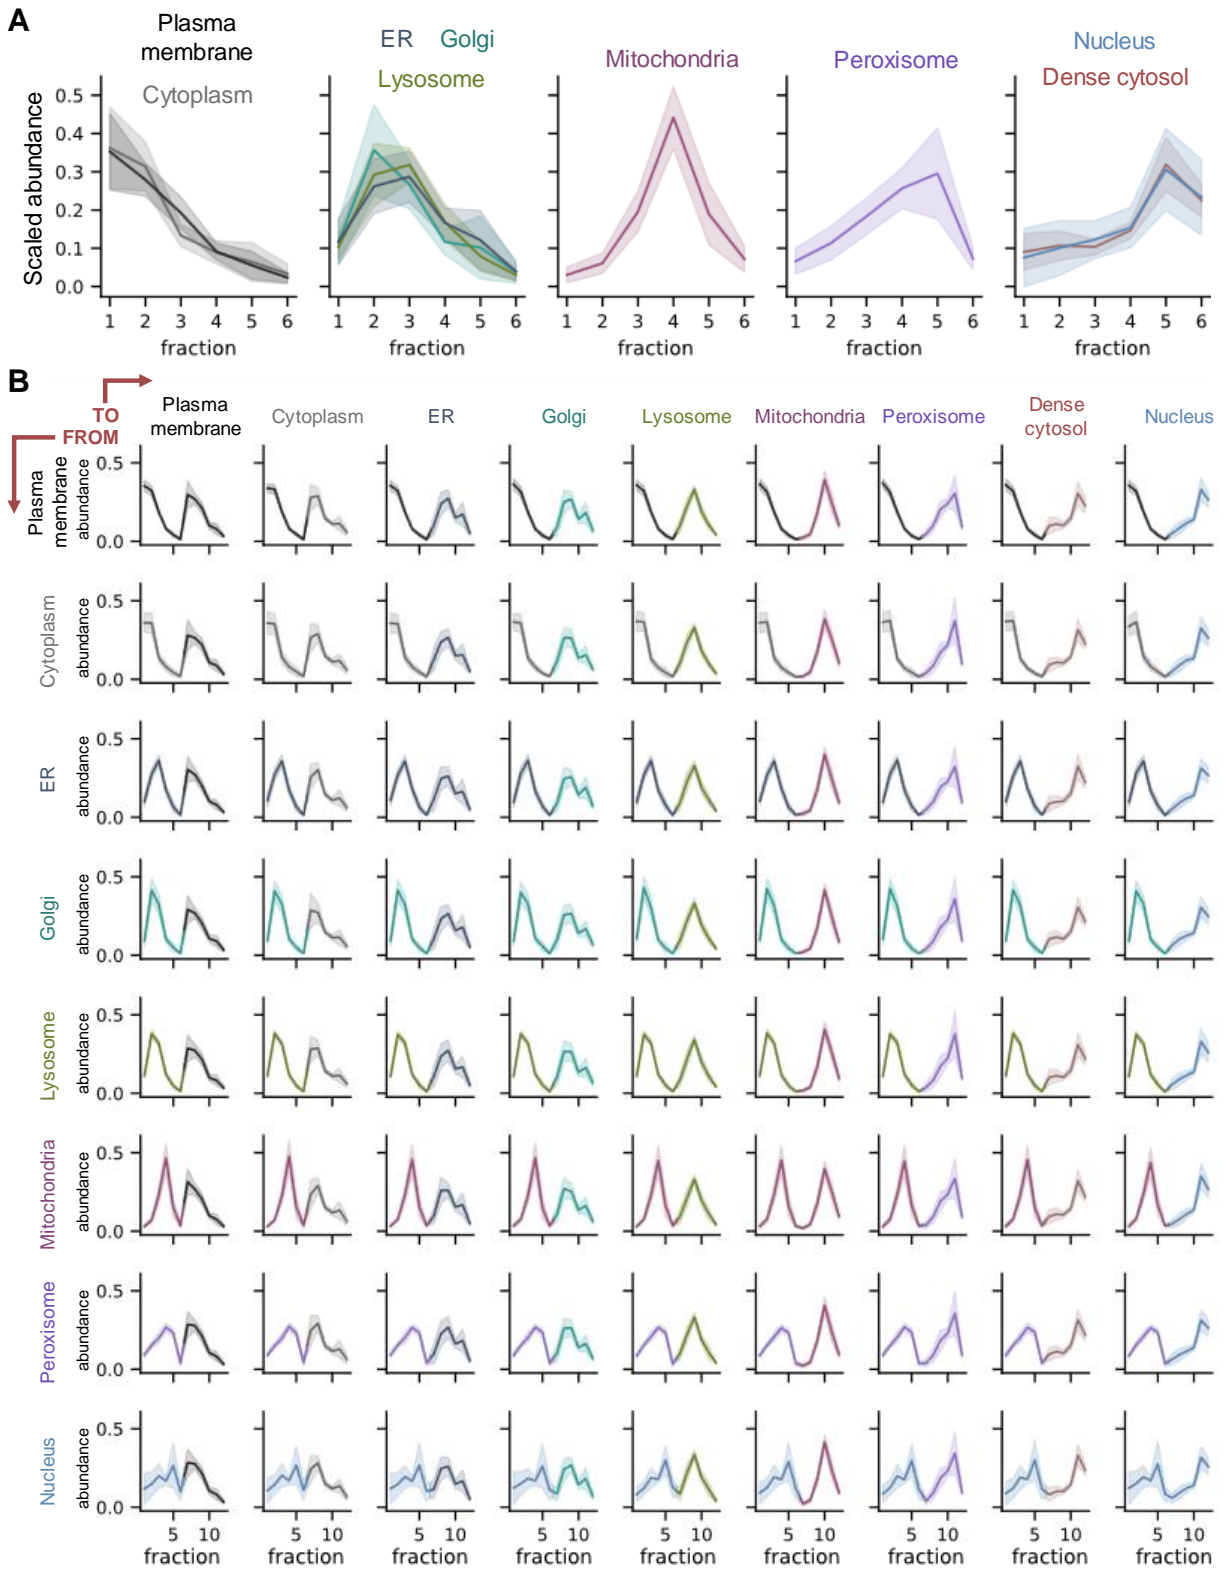 A
Plasma
membrane
Cytoplasm
ER Golgi
Lysosome
Mitochondria
Peroxisome
Nucleus
Dense cytosol
Scaled abundance
0.5
0.4
0.3
0.2
0.1
0.0
1 2 3 4 5 6
fraction
1 2 3 4 5 6
fraction
1 2 3 4 5 6
fraction
1 2 3 4 5 6
fraction
1 2 3 4 5 6
fraction
B
TO
FROM
Plasma
membrane
Cytoplasm
ER
Golgi
Lysosome
Mitochondria
Peroxisome
Dense
cytosol
Nucleus
Plasma
membrane
abundance
0.5
0.0
Cytoplasm
abundance
0.5
0.0
ER
abundance
0.5
0.0
Golgi
abundance
0.5
0.0
Lysosome
abundance
0.5
0.0
Mitochondria
abundance
0.5
0.0
Peroxisome
abundance
0.5
0.0
Nucleus
abundance
0.5
0.0
5 10
fraction
5 10
fraction
5 10
fraction
5 10
fraction
5 10
fraction
5 10
fraction
5 10
fraction
5 10
fraction
5 10
fraction